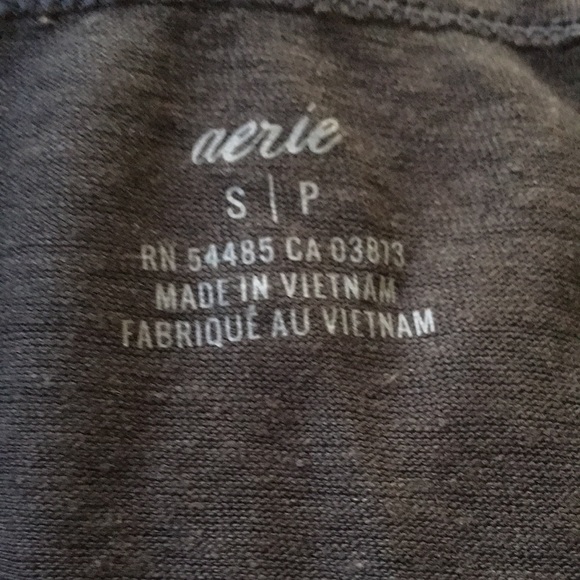 aerie
S | P
RN 54485 CA 03813
MADE IN VIETNAM
FABRIQUÉ AU VIETNAM